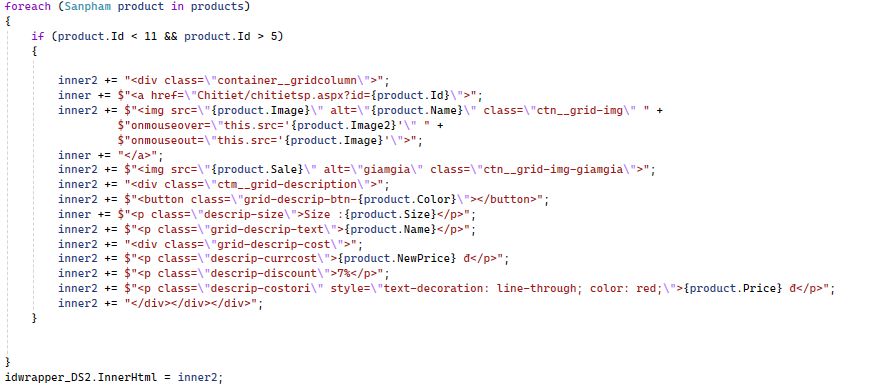 foreach (Sanpham product in products)
{
if (product.Id < 11 && product.Id > 5)
{
inner2 += "<div class=\"container__gridcolumn\">";
inner += $"<a href=\"Chitiet/chitietsp.aspx?id={product.Id}\">";
inner2 += $"<img src=\"{product.Image}\" alt=\"{product.Name}\" class=\"ctn__grid-img\" " +
$"onmouseover=\"this.src='{product.Image2}'\" " +
$"onmouseout=\"this.src='{product.Image}'\">";
inner += "</a>";
inner2 += $"<img src=\"{product.Sale}\" alt=\"giamgia\" class=\"ctn__grid-img-giamgia\">";
inner2 += "<div class=\"ctm__grid-description\">";
inner2 += $"<button class=\"grid-descrip-btn-{product.Color}\"></button>";
inner += $"<p class=\"descrip-size\">Size :{product.Size}</p>";
inner2 += $"<p class=\"grid-descrip-text\">{product.Name}</p>";
inner2 += "<div class=\"grid-descrip-cost\">";
inner2 += $"<p class=\"descrip-currcost\">{product.NewPrice} đ</p>";
inner2 += $"<p class=\"descrip-discount\">7%</p>";
inner2 += $"<p class=\"descrip-costori\" style=\"text-decoration: line-through; color: red;\">{product.Price} đ</p>";
inner2 += "</div></div></div>";
}
}
idwrapper_DS2.InnerHtml = inner2;